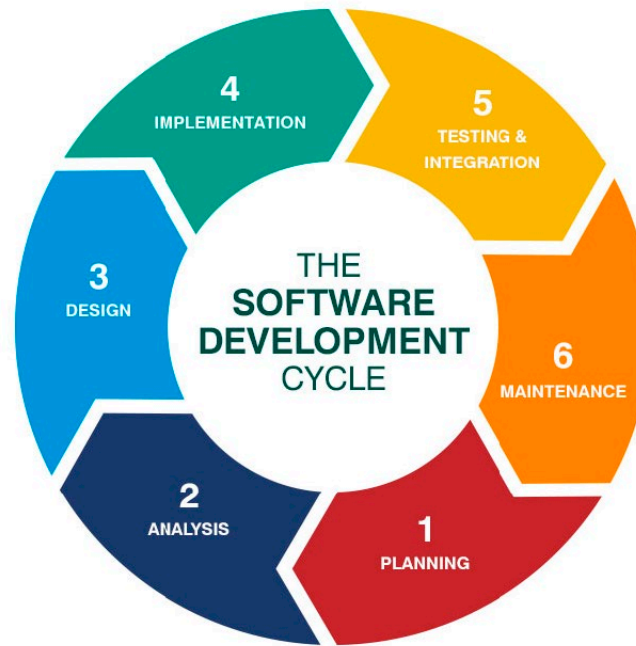 THE
SOFTWARE
DEVELOPMENT
CYCLE
1
PLANNING
2
ANALYSIS
3
DESIGN
4
IMPLEMENTATION
5
TESTING &
INTEGRATION
6
MAINTENANCE